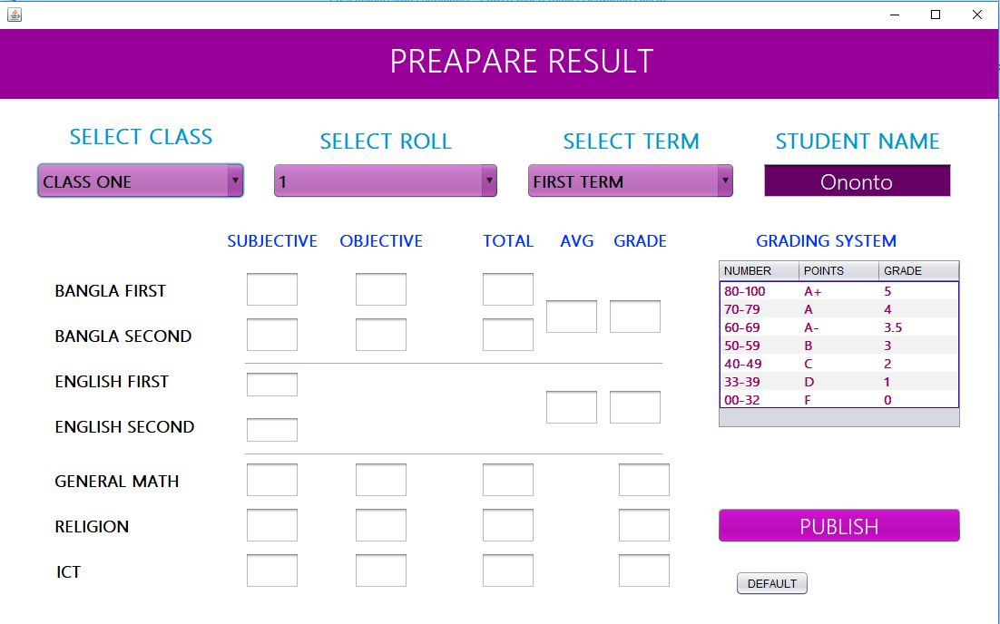 PREAPARE RESULT
SELECT CLASS SELECT ROLL SELECT TERM STUDENT NAME
CLASS ONE 1 FIRST TERM Ononto
SUBJECTIVE OBJECTIVE TOTAL AVG GRADE GRADING SYSTEM
NUMBER POINTS GRADE
80-100 A+ 5
70-79 A 4
60-69 A- 3.5
50-59 B 3
40-49 C 2
33-39 D 1
00-32 F 0
BANGLA FIRST
BANGLA SECOND
ENGLISH FIRST
ENGLISH SECOND
GENERAL MATH
RELIGION
ICT
PUBLISH
DEFAULT